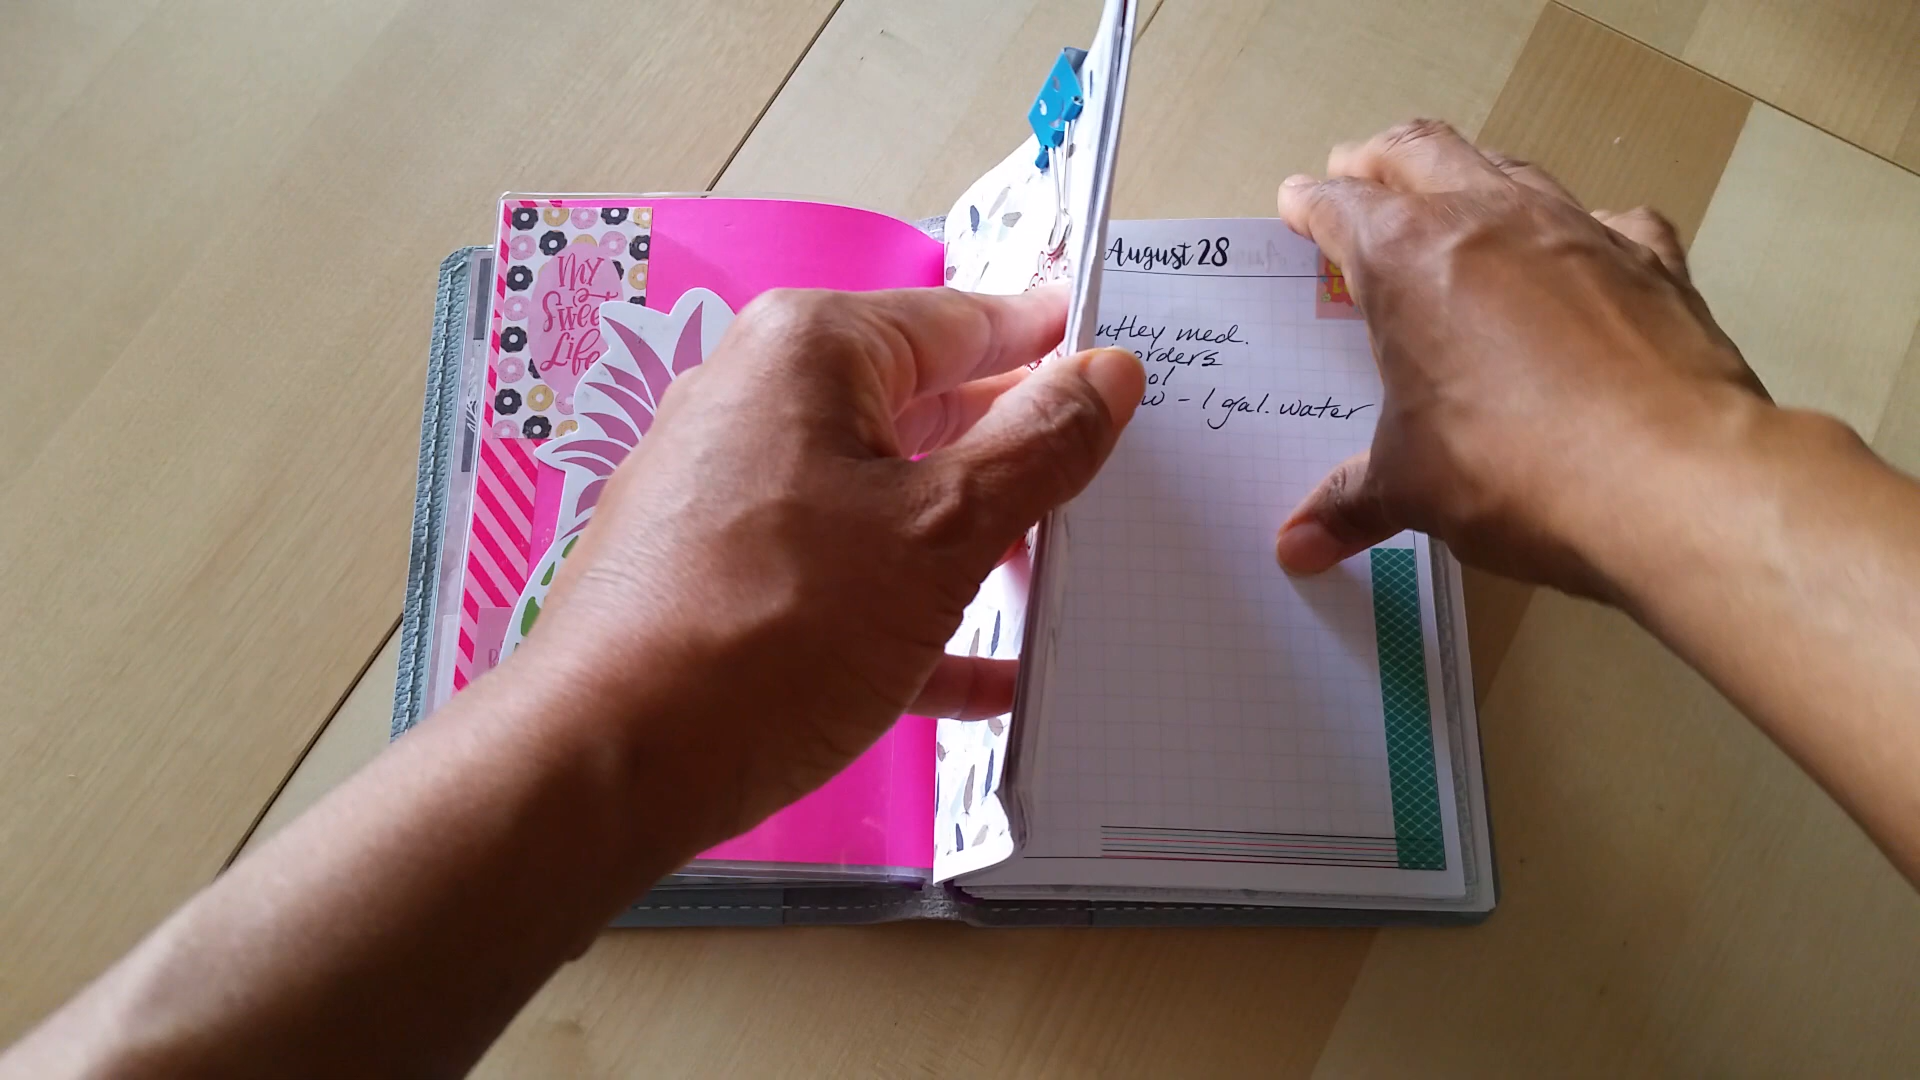 My
Sweet
Life
August 28
ntley med.
orders
ol
w - 1 gal. water